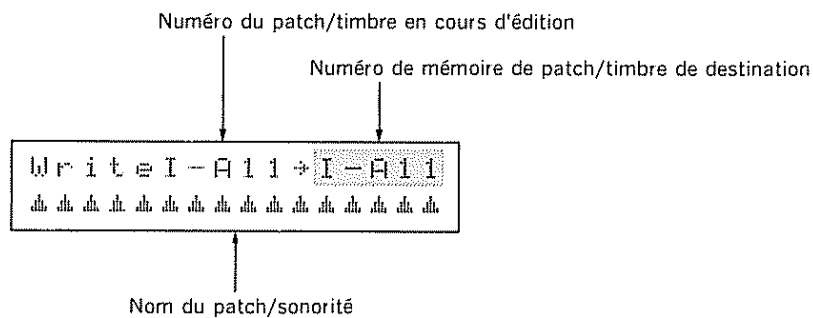 Numéro du patch/timbre en cours d'édition
Numéro de mémoire de patch/timbre de destination
WriteI-A11→I-A11
Nom du patch/sonorité